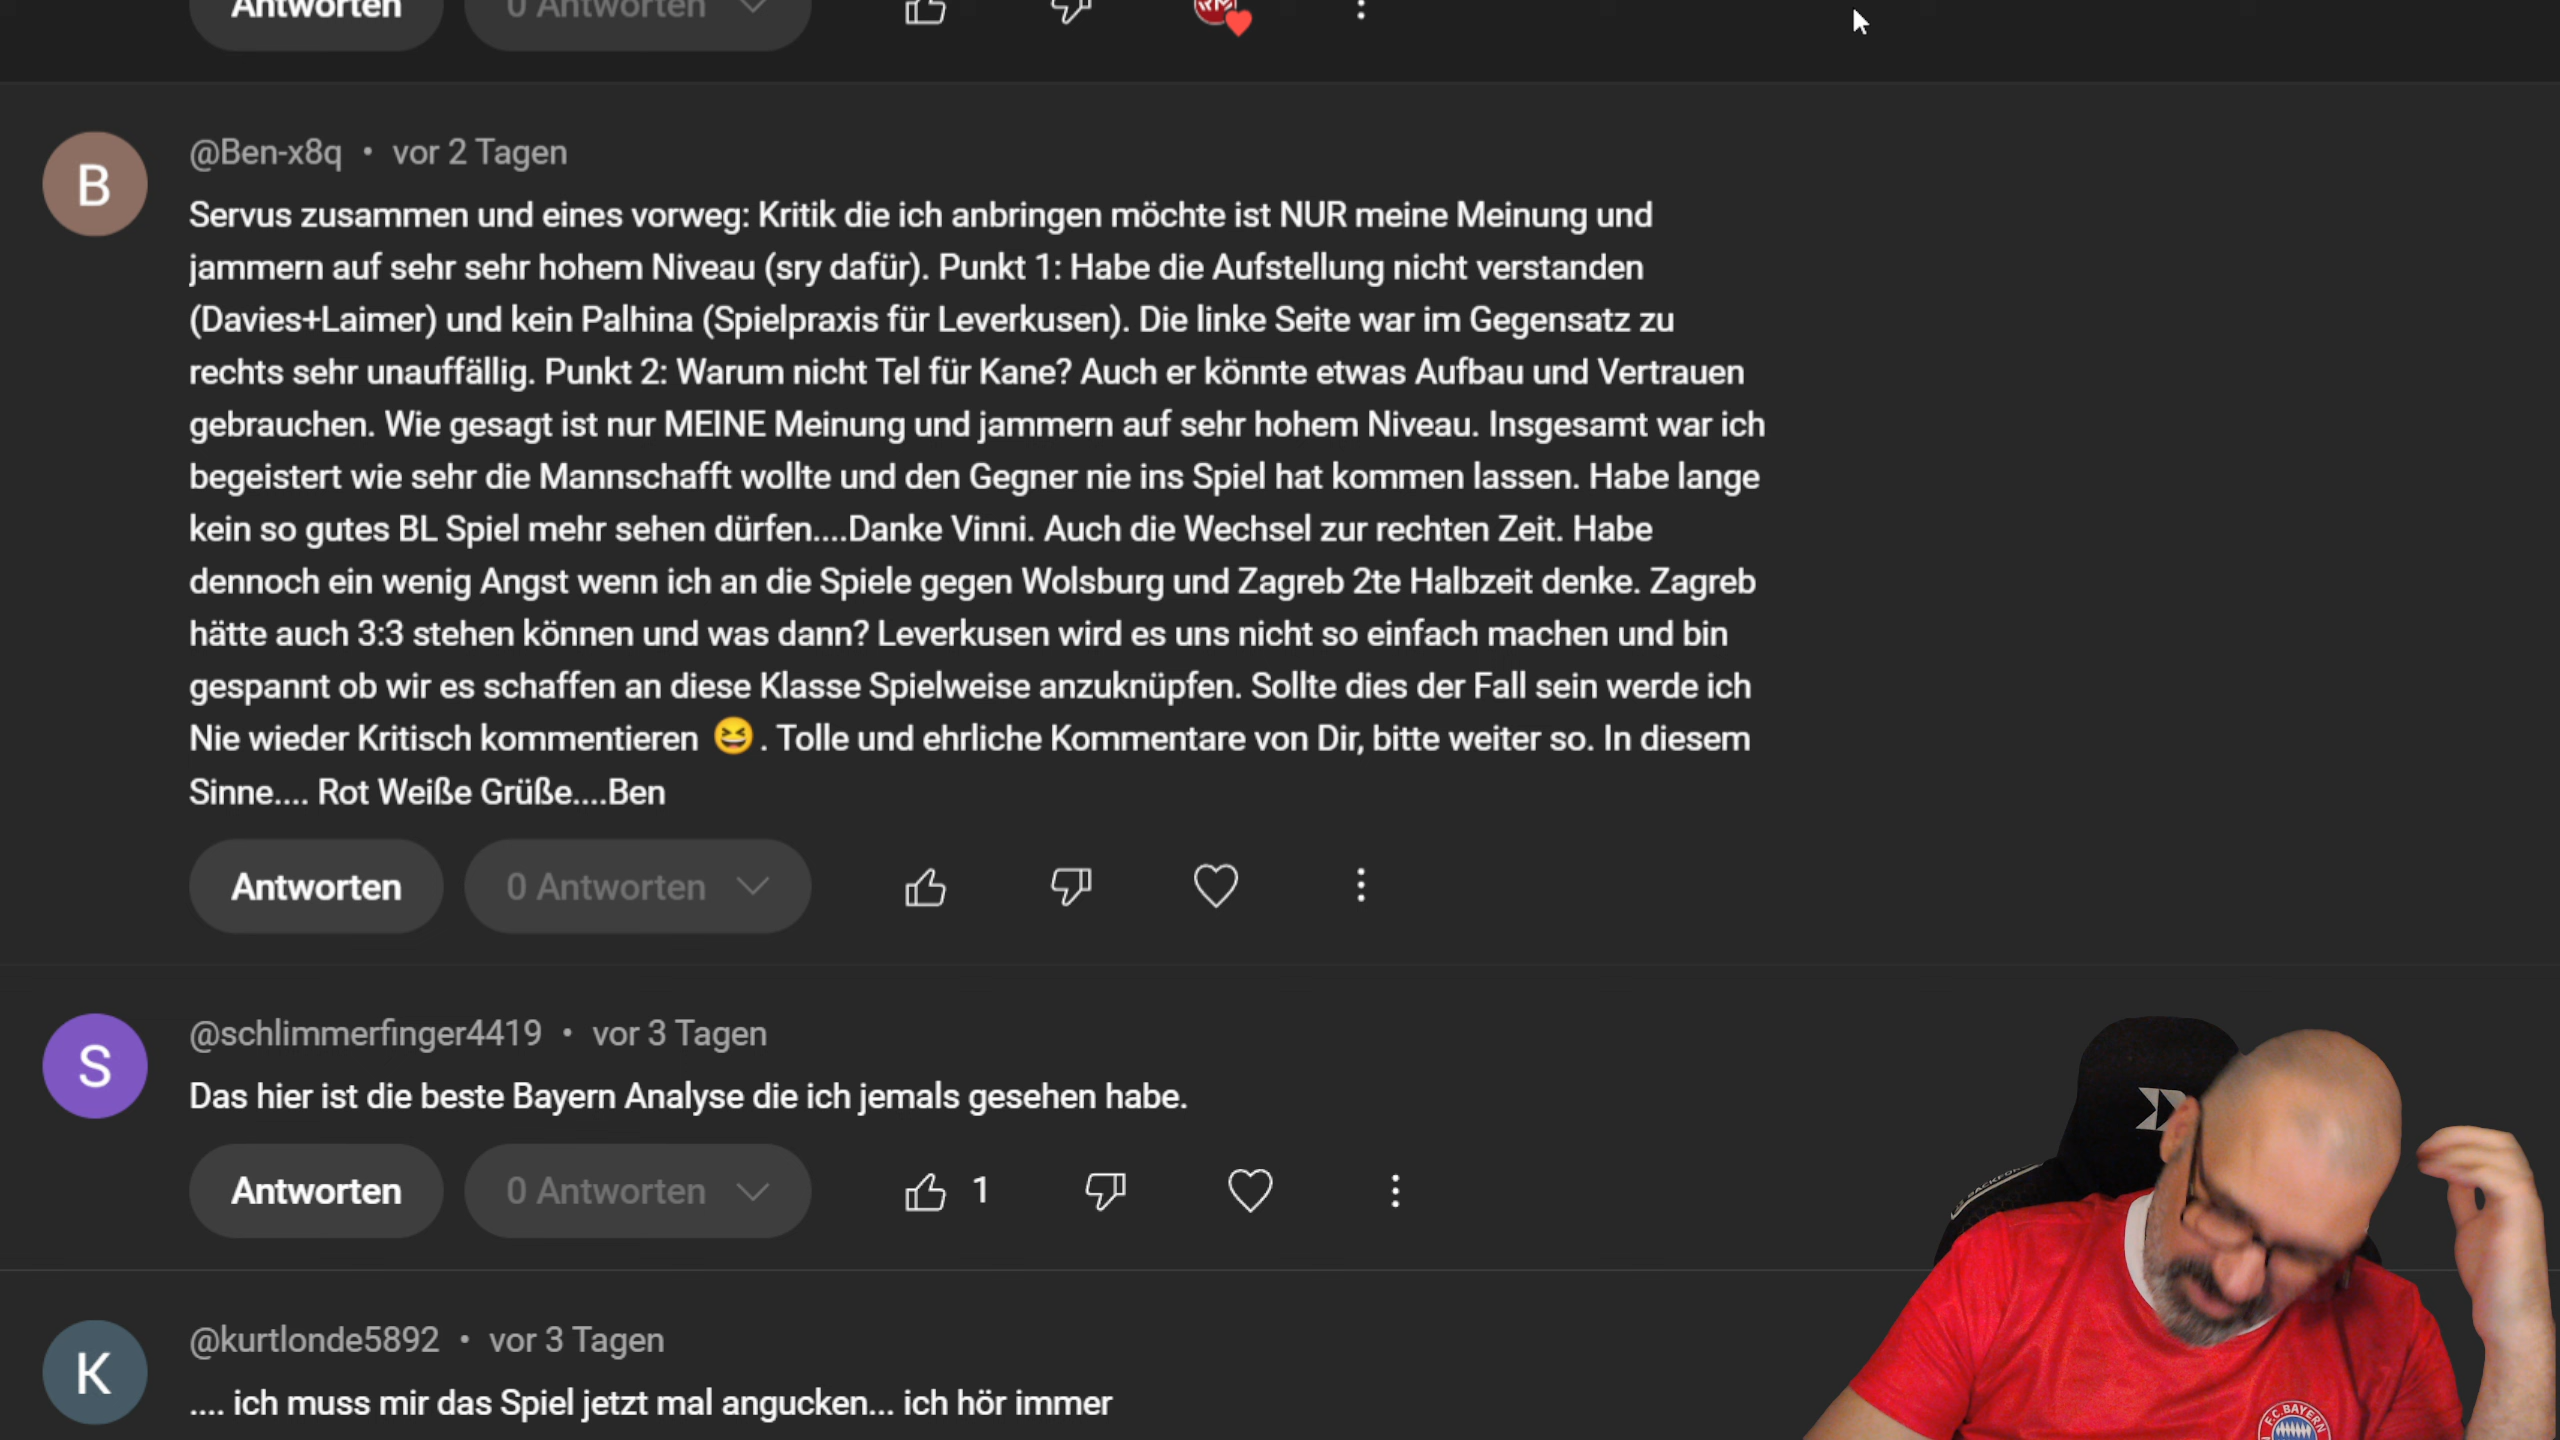 Antworten
0 Antworten
@Ben-x8q • vor 2 Tagen
B
Servus zusammen und eines vorweg: Kritik die ich anbringen möchte ist NUR meine Meinung und
jammern auf sehr sehr hohem Niveau (sry dafür). Punkt 1: Habe die Aufstellung nicht verstanden
(Davies+Laimer) und kein Palhina (Spielpraxis für Leverkusen). Die linke Seite war im Gegensatz zu
rechts sehr unauffällig. Punkt 2: Warum nicht Tel für Kane? Auch er könnte etwas Aufbau und Vertrauen
gebrauchen. Wie gesagt ist nur MEINE Meinung und jammern auf sehr hohem Niveau. Insgesamt war ich
begeistert wie sehr die Mannschafft wollte und den Gegner nie ins Spiel hat kommen lassen. Habe lange
kein so gutes BL Spiel mehr sehen dürfen....Danke Vinni. Auch die Wechsel zur rechten Zeit. Habe
dennoch ein wenig Angst wenn ich an die Spiele gegen Wolsburg und Zagreb 2te Halbzeit denke. Zagreb
hätte auch 3:3 stehen können und was dann? Leverkusen wird es uns nicht so einfach machen und bin
gespannt ob wir es schaffen an diese Klasse Spielweise anzuknüpfen. Sollte dies der Fall sein werde ich
Nie wieder Kritisch kommentieren 😆. Tolle und ehrliche Kommentare von Dir, bitte weiter so. In diesem
Sinne.... Rot Weiße Grüße....Ben
Antworten
0 Antworten
@schlimmerfinger4419 • vor 3 Tagen
S
Das hier ist die beste Bayern Analyse die ich jemals gesehen habe.
Antworten
0 Antworten
1
@kurtlonde5892 • vor 3 Tagen
K
.... ich muss mir das Spiel jetzt mal angucken... ich hör immer
F.C. BAYERN